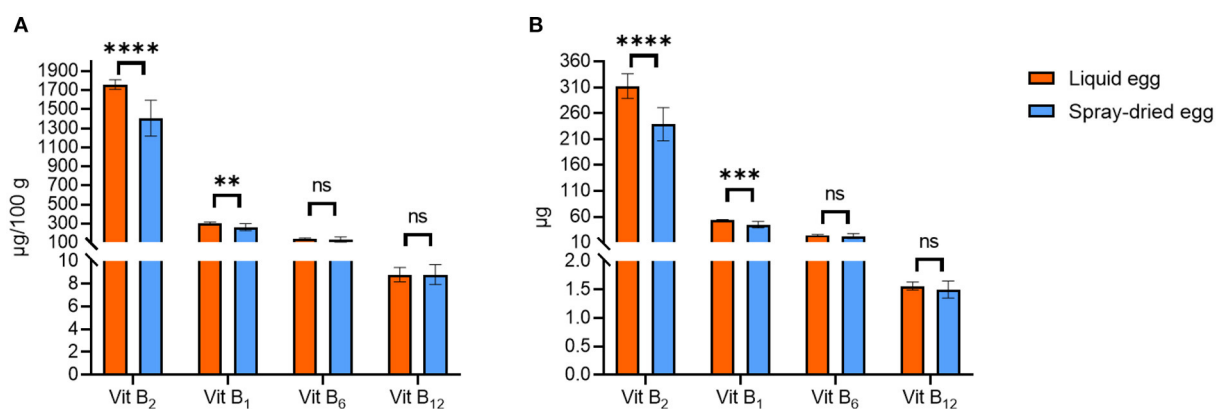 A
B
****
****
1900
1700
1500
1300
1100
900
700
500
300
100
10
8
6
4
2
0
µg/100 g
**
ns
ns
Vit B₂
Vit B₁
Vit B₆
Vit B₁₂
360
310
260
210
160
110
60
10
2.0
1.5
1.0
0.5
0.0
µg
***
ns
ns
Vit B₂
Vit B₁
Vit B₆
Vit B₁₂
Liquid egg
Spray-dried egg